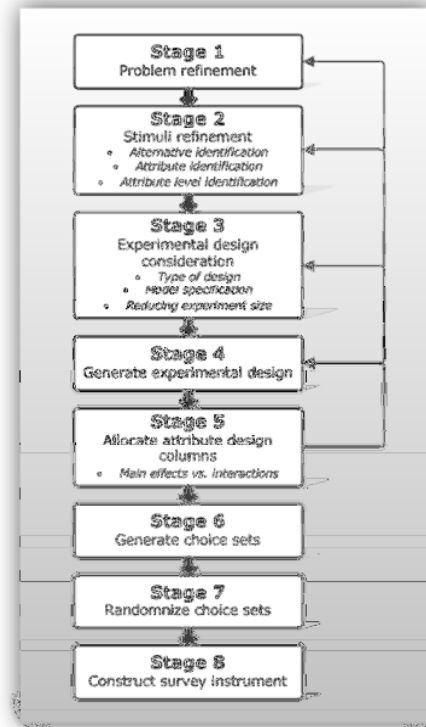 Stage 1
Problem refinement
Stage 2
Stimuli refinement
• Alternative identification
• Attribute identification
• Attribute level identification
Stage 3
Experimental design
consideration
• Type of design
• Model specification
• Reducing experiment size
Stage 4
Generate experimental design
Stage 5
Allocate attribute design
columns
• Main effects vs. interactions
Stage 6
Generate choice sets
Stage 7
Randomnize choice sets
Stage 8
Construct survey instrument